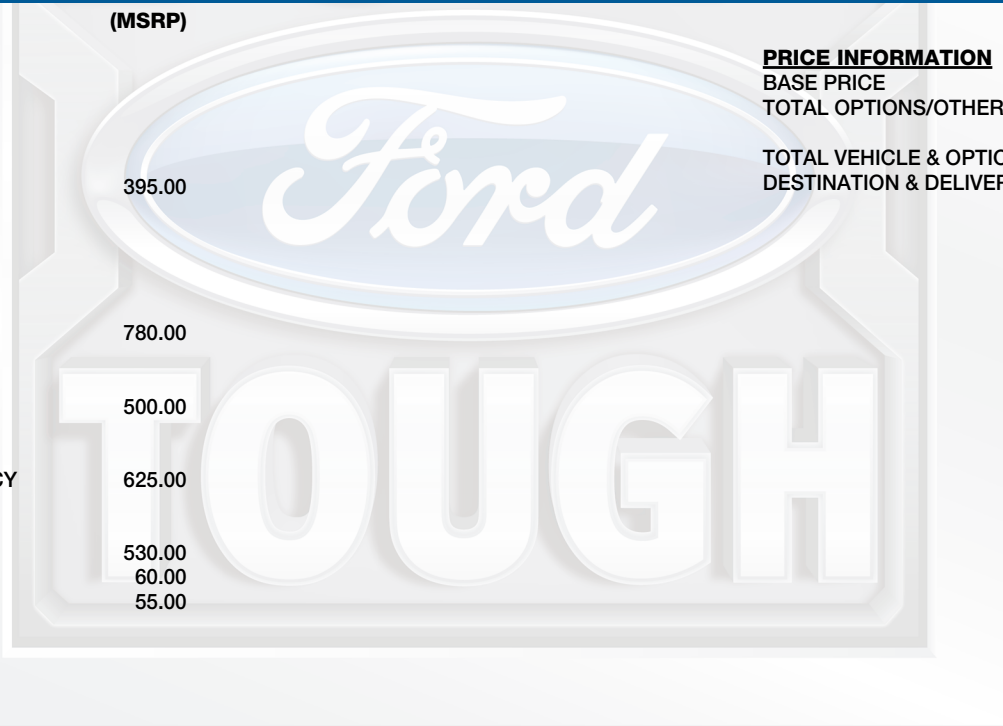 (MSRP)
395.00
780.00
500.00
CY 625.00
530.00
60.00
55.00
PRICE INFORMATION
BASE PRICE
TOTAL OPTIONS/OTHER
TOTAL VEHICLE & OPTIO
DESTINATION & DELIVER
Ford
TOUGH